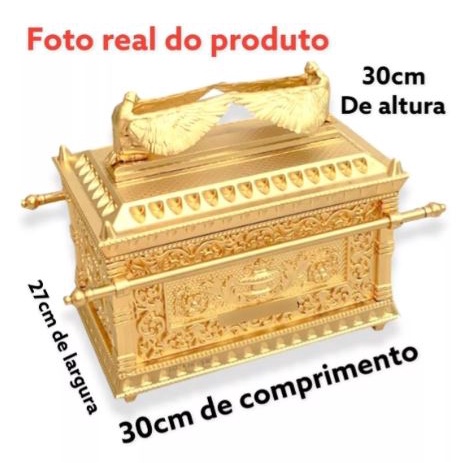 Foto real do produto
30cm
De altura
27cm de largura
30cm de comprimento